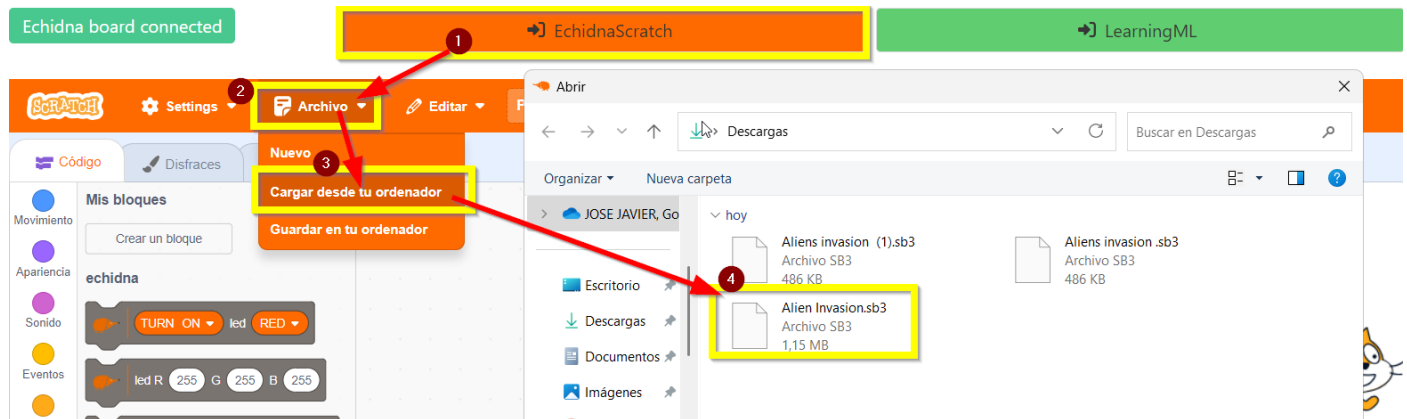 Echidna board connected
EchidnaScratch
LearningML
1
2
SCRATCH
Settings
Archivo
Editar
Abrir
Descargas
Buscar en Descargas
Código
Disfraces
Nuevo
3
Cargar desde tu ordenador
Guardar en tu ordenador
Organizar
Nueva carpeta
Movimiento
Apariencia
Sonido
Eventos
Mis bloques
Crear un bloque
echidna
TURN ON led RED
led R 255 G 255 B 255
JOSE JAVIER, Go
Escritorio
Descargas
Documentos
Imágenes
hoy
Aliens invasion (1).sb3
Archivo SB3
486 KB
Aliens invasion .sb3
Archivo SB3
486 KB
4
Alien Invasion.sb3
Archivo SB3
1,15 MB